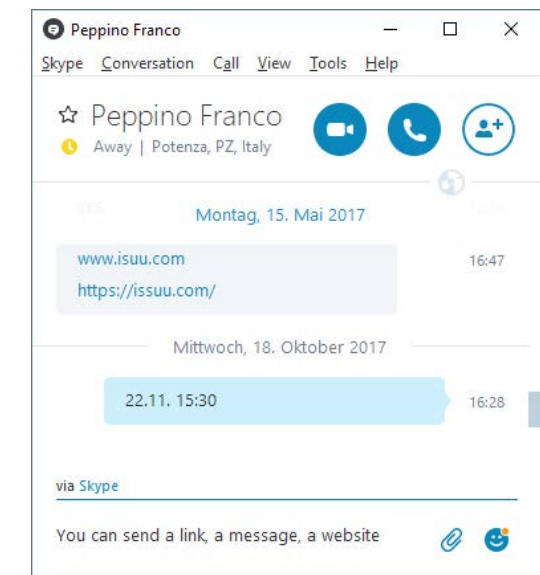 Peppino Franco
Skype Conversation Call View Tools Help
Peppino Franco
Away | Potenza, PZ, Italy
Montag, 15. Mai 2017
www.isuu.com 16:47
https://issuu.com/
Mittwoch, 18. Oktober 2017
22.11. 15:30 16:28
via Skype
You can send a link, a message, a website